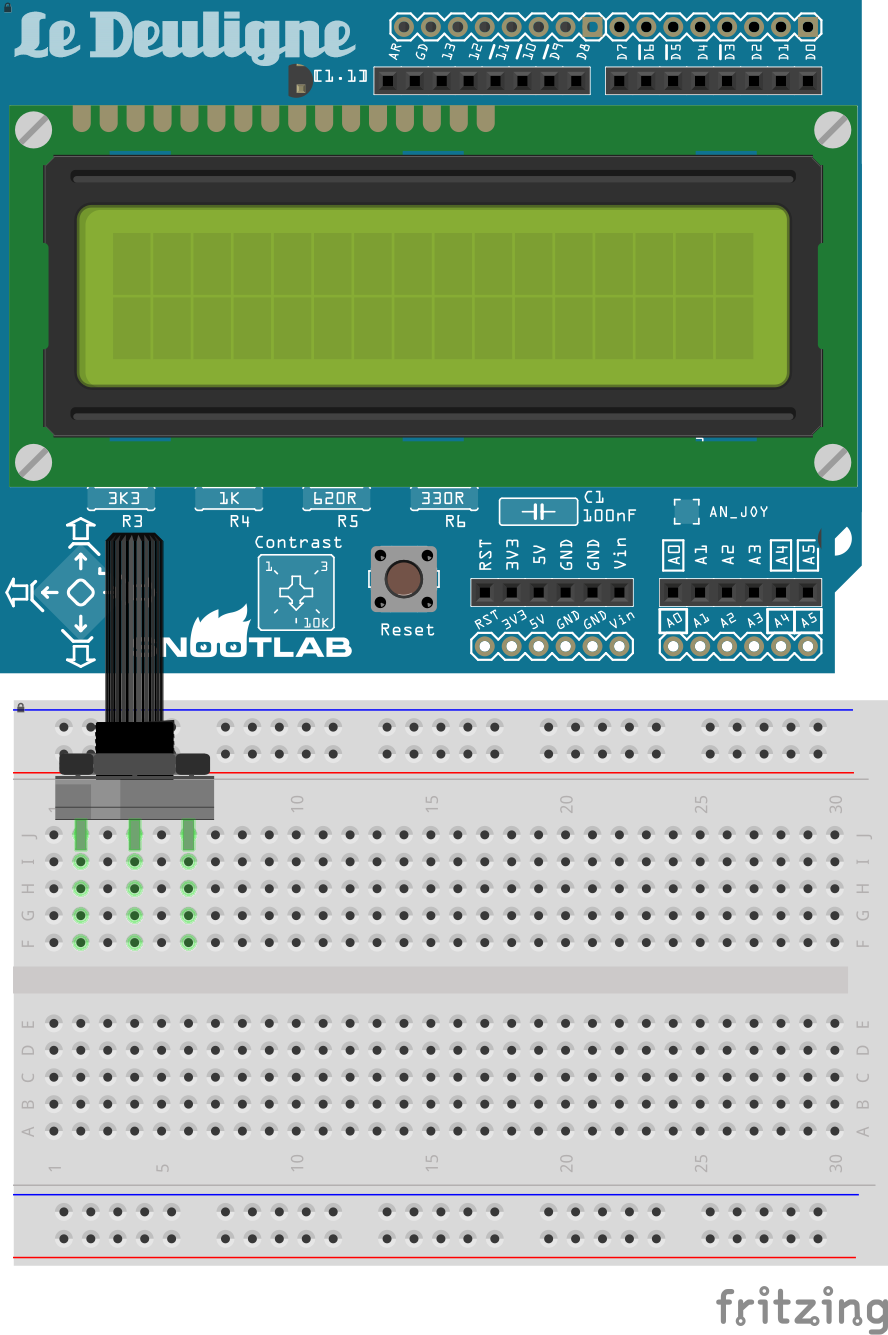 Le Deuligne
AR GD 13 12 11 10 D9 D8 D7 D6 D5 D4 D3 D2 D1 D0
[1.1]
3K3 1K 620R 330R C1
R3 R4 R5 R6 100nF AN_JOY
Contrast
1 3
10K
RST 3V3 5V GND GND Vin A0 A1 A2 A3 A4 A5
RST 3V3 5V GND GND Vin A0 A1 A2 A3 A4 A5
Reset
SNOOTLAB
1 10 15 20 25 30
J J
I I
H H
G G
F F
E E
D D
C C
B B
A A
1 5 10 15 20 25 30
fritzing